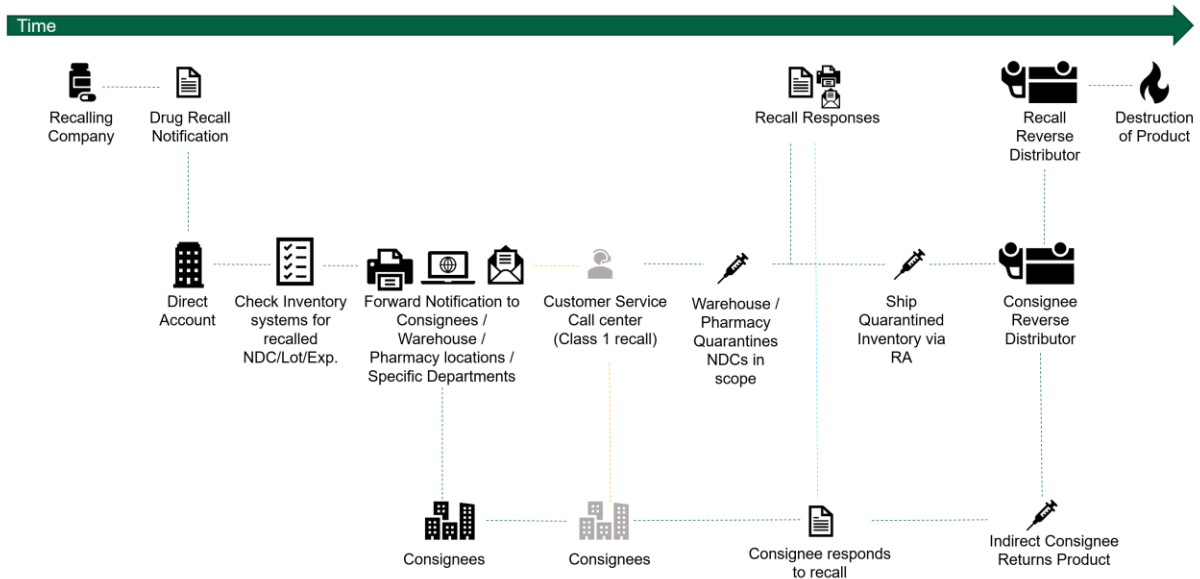 Time
Recalling
Company
Drug Recall
Notification
Recall Responses
Recall
Reverse
Distributor
Destruction
of Product
Direct
Account
Check Inventory
systems for
recalled
NDC/Lot/Exp.
Forward Notification to
Consignees /
Warehouse /
Pharmacy locations /
Specific Departments
Customer Service
Call center
(Class 1 recall)
Warehouse /
Pharmacy
Quarantines
NDCs in
scope
Ship
Quarantined
Inventory via
RA
Consignee
Reverse
Distributor
Consignees
Consignees
Consignee responds
to recall
Indirect Consignee
Returns Product